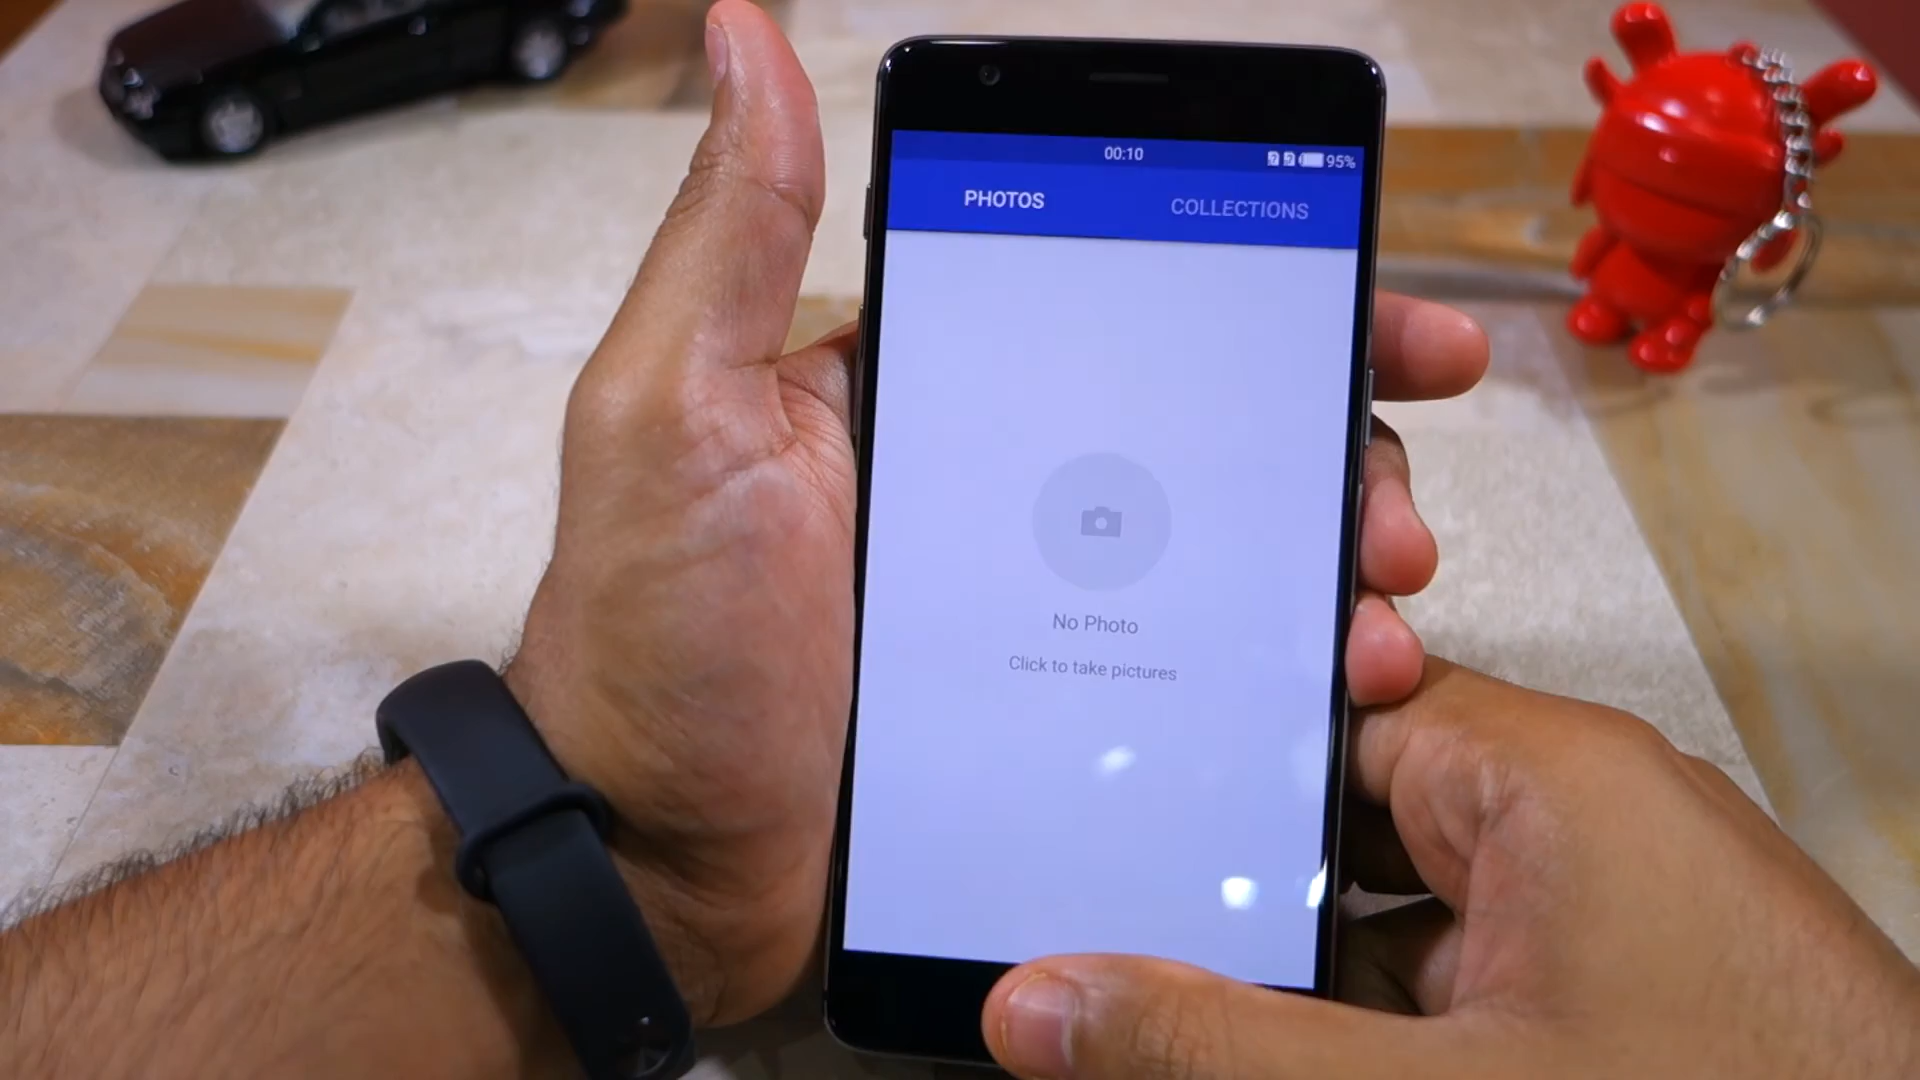 00:10
95%
PHOTOS
COLLECTIONS
No Photo
Click to take pictures